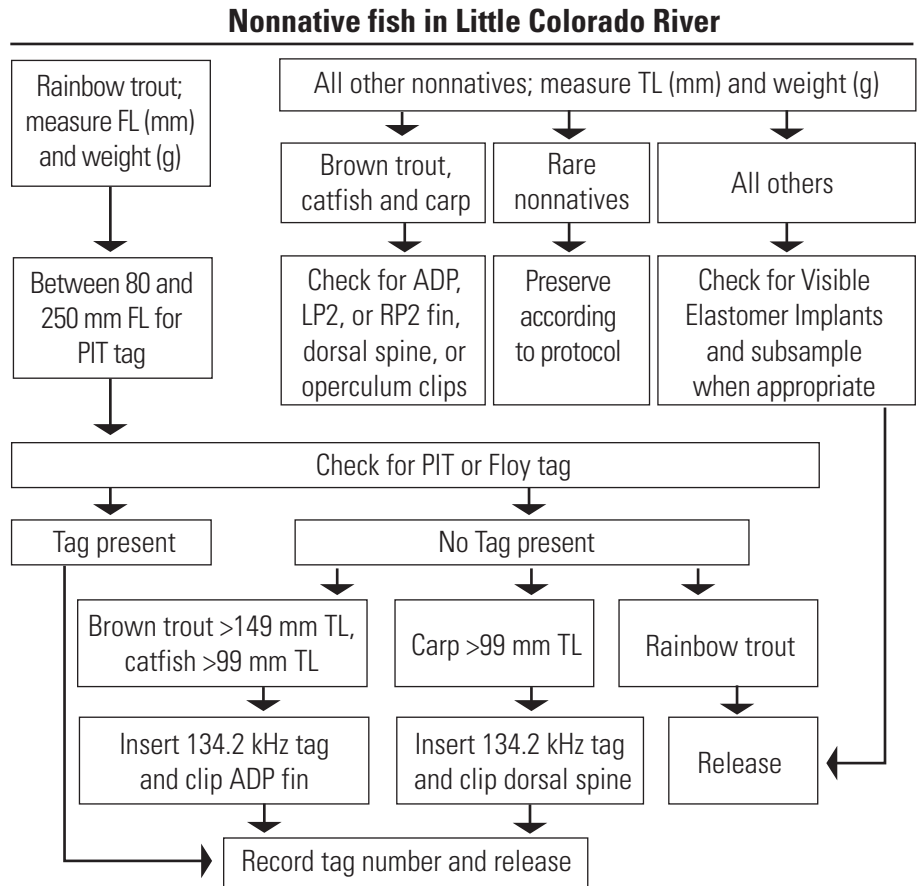 Nonnative fish in Little Colorado River
Rainbow trout;
measure FL (mm)
and weight (g)
All other nonnatives; measure TL (mm) and weight (g)
Brown trout,
catfish and carp
Rare
nonnatives
All others
Between 80 and
250 mm FL for
PIT tag
Check for ADP,
LP2, or RP2 fin,
dorsal spine, or
operculum clips
Preserve
according
to protocol
Check for Visible
Elastomer Implants
and subsample
when appropriate
Check for PIT or Floy tag
Tag present
No Tag present
Brown trout >149 mm TL,
catfish >99 mm TL
Carp >99 mm TL
Rainbow trout
Insert 134.2 kHz tag
and clip ADP fin
Insert 134.2 kHz tag
and clip dorsal spine
Release
Record tag number and release